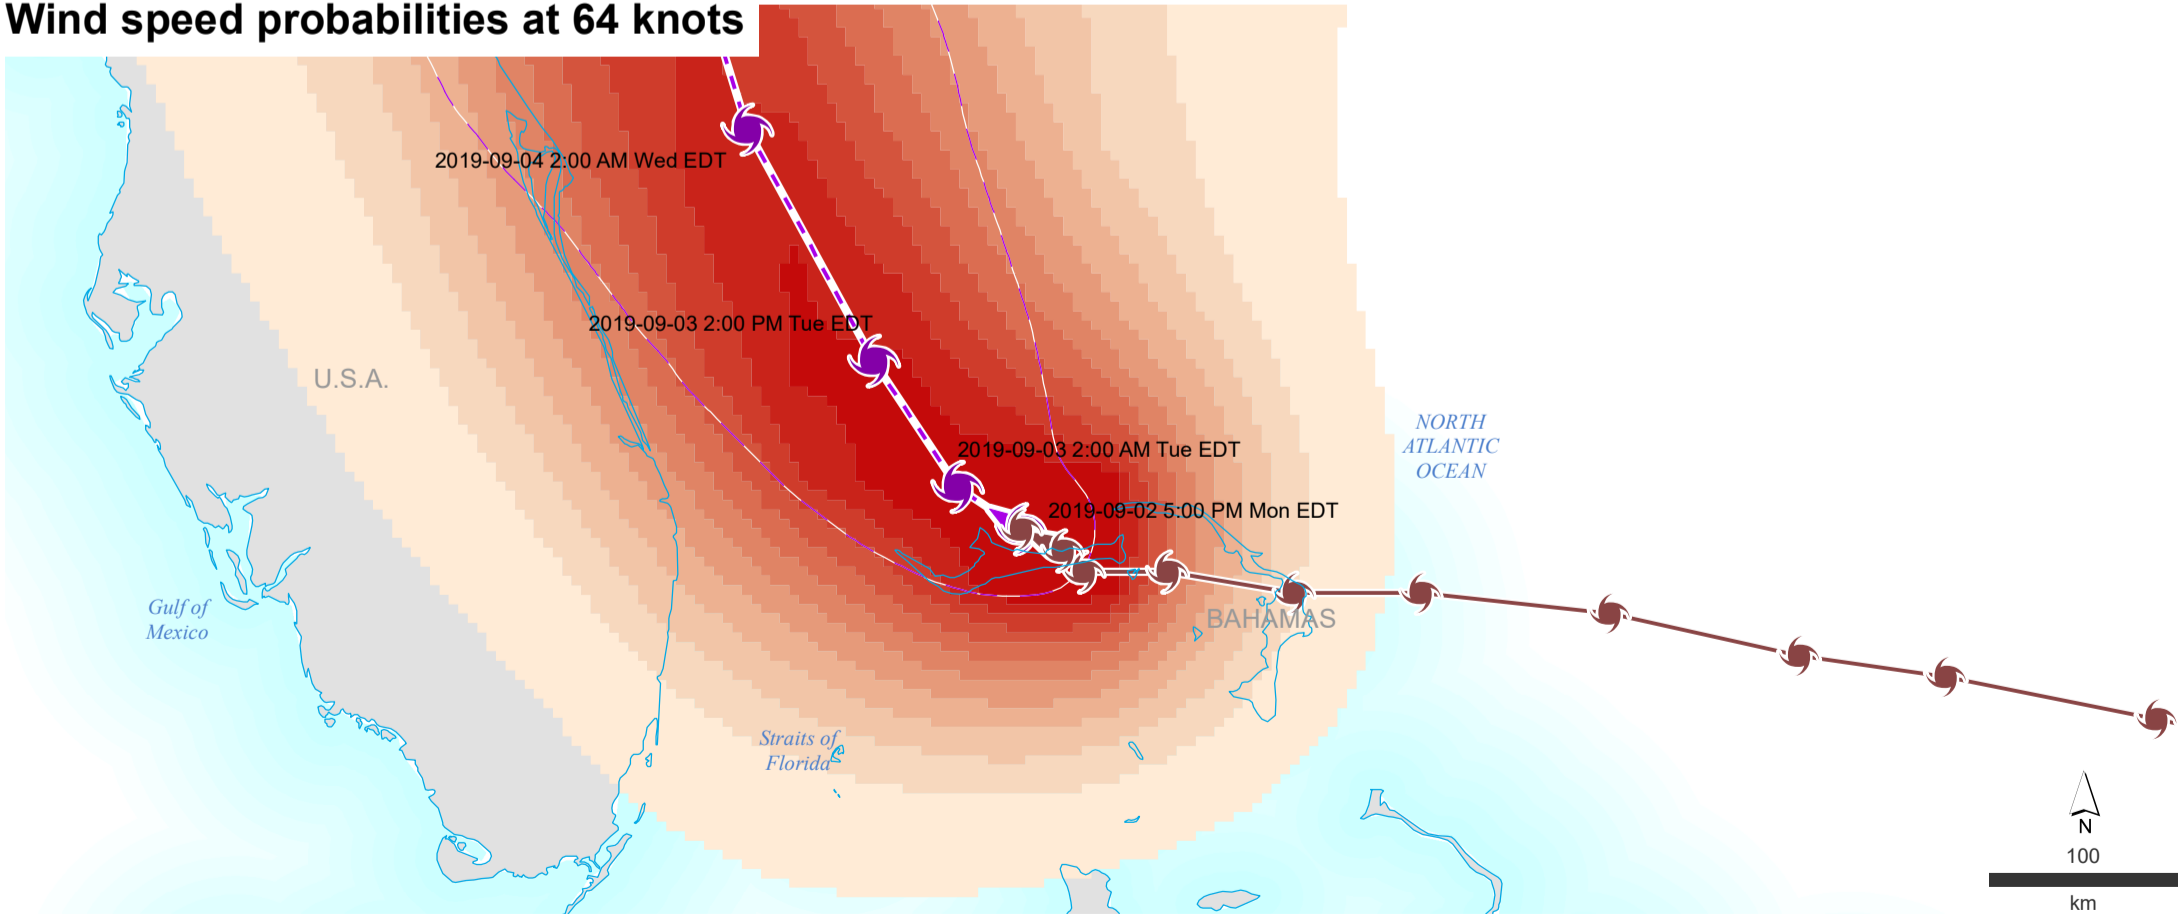 Wind speed probabilities at 64 knots
2019-09-04 2:00 AM Wed EDT
2019-09-03 2:00 PM Tue EDT
U.S.A.
NORTH
ATLANTIC
OCEAN
2019-09-03 2:00 AM Tue EDT
2019-09-02 5:00 PM Mon EDT
Gulf of
Mexico
BAHAMAS
Straits of
Florida
N
100
km